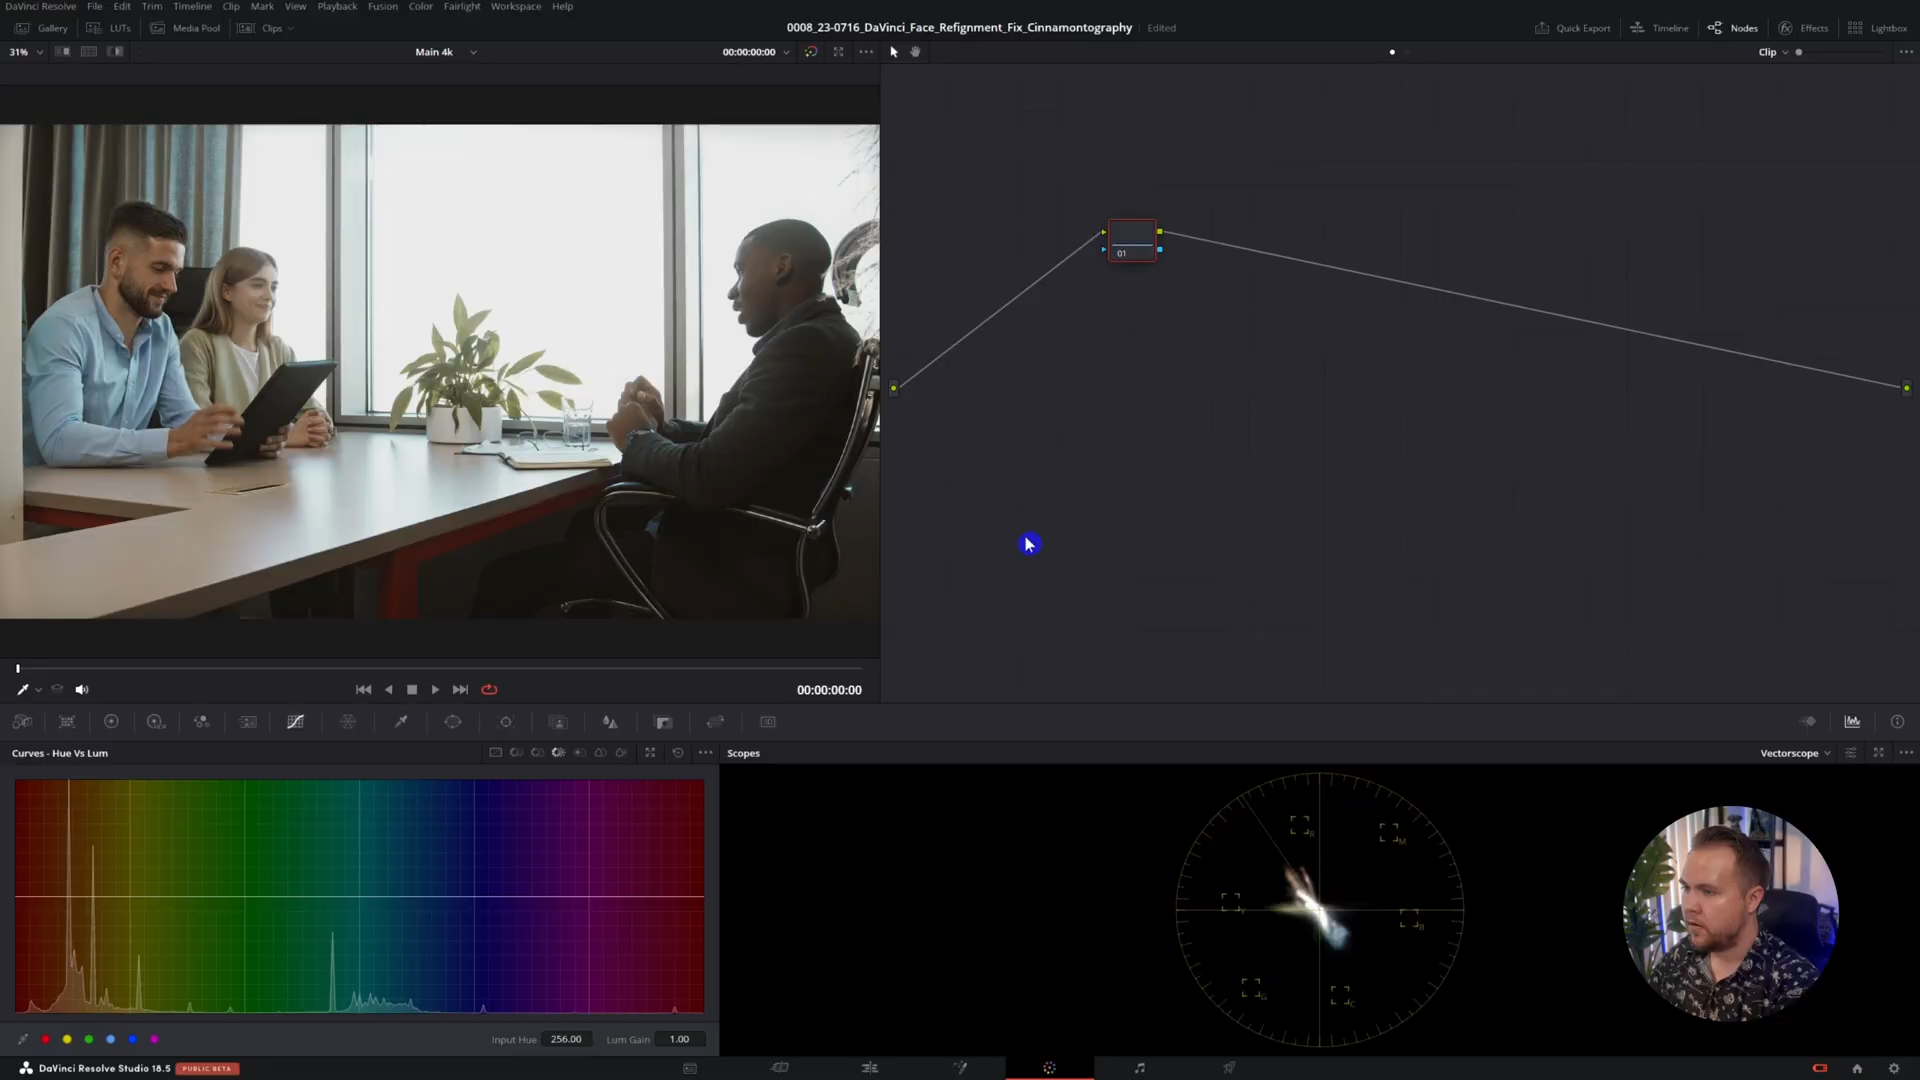 DaVinci Resolve File Edit Trim Timeline Clip Mark View Playback Fusion Color Fairlight Workspace Help
Gallery LUTs Media Pool Clips 0008_23-0716_DaVinci_Face_Refignment_Fix_Cinnamontography Edited Quick Export Timeline Nodes Effects Lightbox
31% Main 4k 00:00:00:00 Clip
01
00:00:00:00
Curves - Hue Vs Lum Scopes Vectorscope
R M
Y B
G C
Input Hue 256.00 Lum Gain 1.00
DaVinci Resolve Studio 18.5 PUBLIC BETA